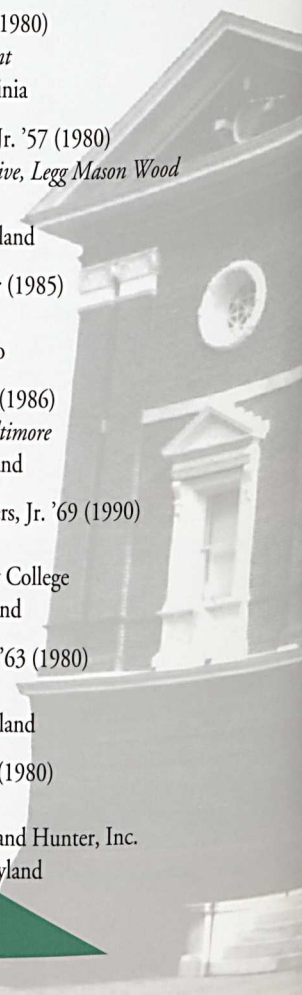 1980)
nt
inia
Jr. '57 (1980)
ive, Legg Mason Wood
land
(1985)
o
(1986)
timore
nd
rs, Jr. '69 (1990)
College
nd
'63 (1980)
land
(1980)
and Hunter, Inc.
yland